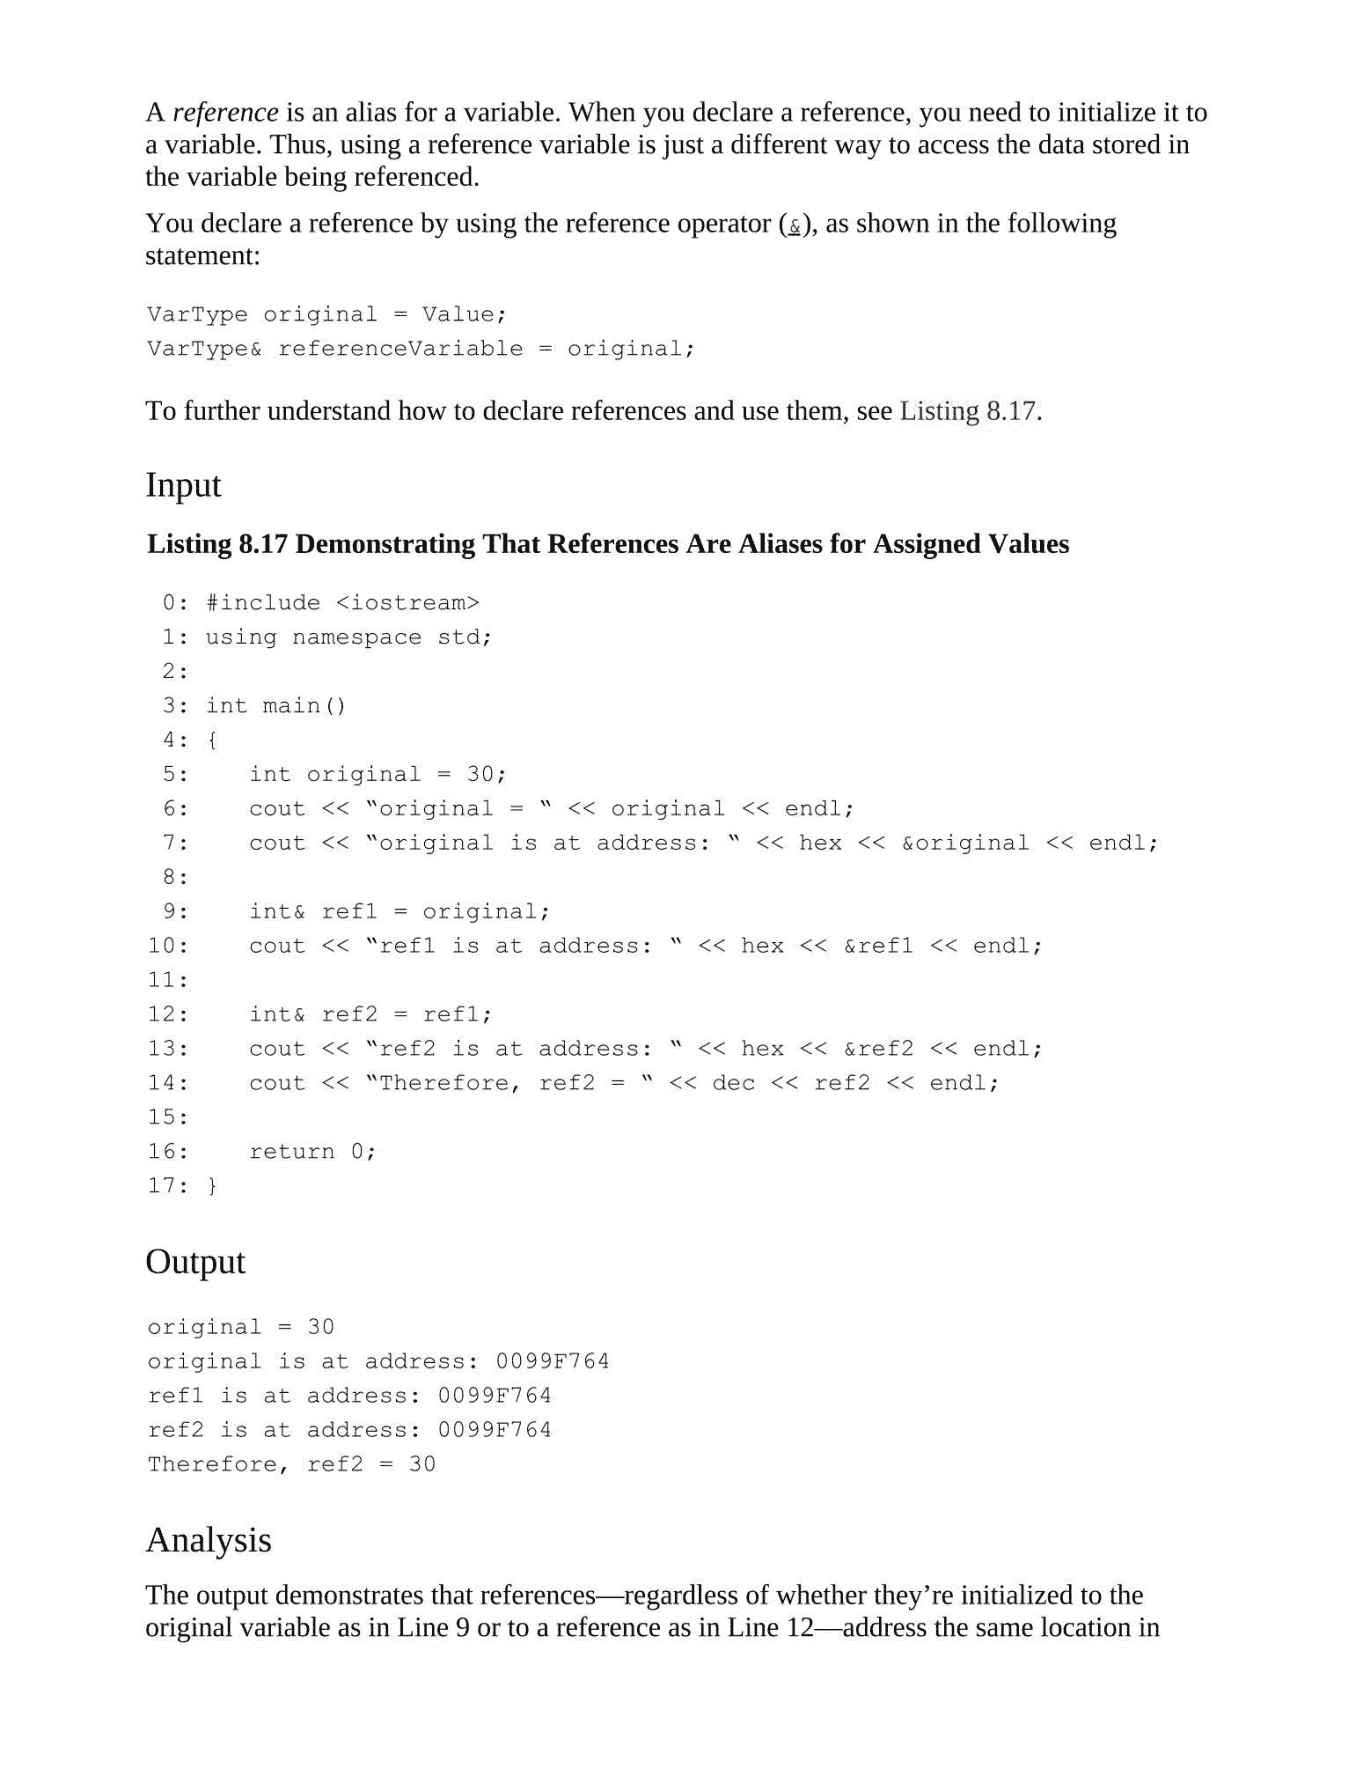 A reference is an alias for a variable. When you declare a reference, you need to initialize it to
a variable. Thus, using a reference variable is just a different way to access the data stored in
the variable being referenced.
You declare a reference by using the reference operator (&), as shown in the following
statement:
VarType original = Value;
VarType& referenceVariable = original;
To further understand how to declare references and use them, see Listing 8.17.
Input
Listing 8.17 Demonstrating That References Are Aliases for Assigned Values
0: #include <iostream>
1: using namespace std;
2:
3: int main()
4: {
5:    int original = 30;
6:    cout << “original = “ << original << endl;
7:    cout << “original is at address: “ << hex << &original << endl;
8:
9:    int& ref1 = original;
10:    cout << “ref1 is at address: “ << hex << &ref1 << endl;
11:
12:    int& ref2 = ref1;
13:    cout << “ref2 is at address: “ << hex << &ref2 << endl;
14:    cout << “Therefore, ref2 = “ << dec << ref2 << endl;
15:
16:    return 0;
17: }
Output
original = 30
original is at address: 0099F764
ref1 is at address: 0099F764
ref2 is at address: 0099F764
Therefore, ref2 = 30
Analysis
The output demonstrates that references—regardless of whether they’re initialized to the
original variable as in Line 9 or to a reference as in Line 12—address the same location in